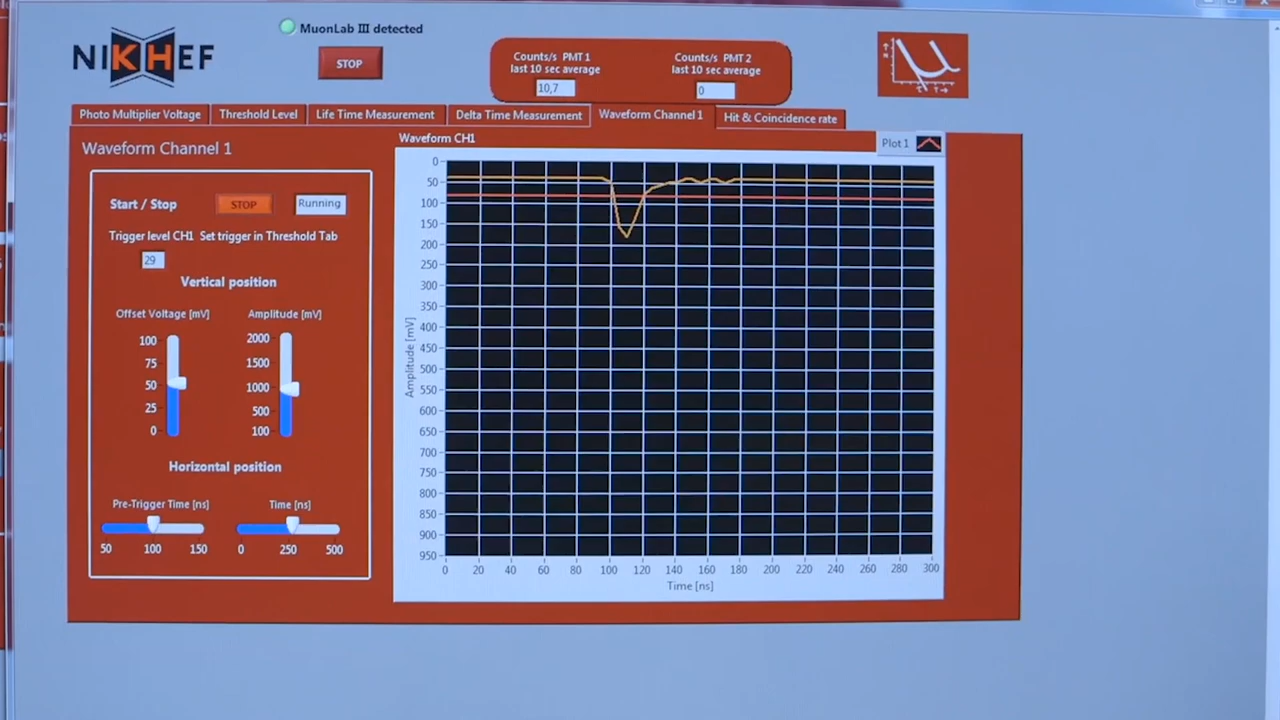 NIKHEF
MuonLab III detected
STOP
Counts/s PMT 1
last 10 sec average
10,7
Counts/s PMT 2
last 10 sec average
0
Photo Multiplier Voltage
Threshold Level
Life Time Measurement
Delta Time Measurement
Waveform Channel 1
Hit & Coincidence rate
Waveform Channel 1
Start / Stop
STOP
Running
Trigger level CH1 Set trigger in Threshold Tab
29
Vertical position
Offset Voltage [mV]
100
75
50
25
0
Amplitude [mV]
2000
1500
1000
500
100
Horizontal position
Pre-Trigger Time [ns]
50 100 150
Time [ns]
0 250 500
Waveform CH1
Plot 1
Amplitude [mV]
0
50
100
150
200
250
300
350
400
450
500
550
600
650
700
750
800
850
900
950
0 20 40 60 80 100 120 140 160 180 200 220 240 260 280 300
Time [ns]